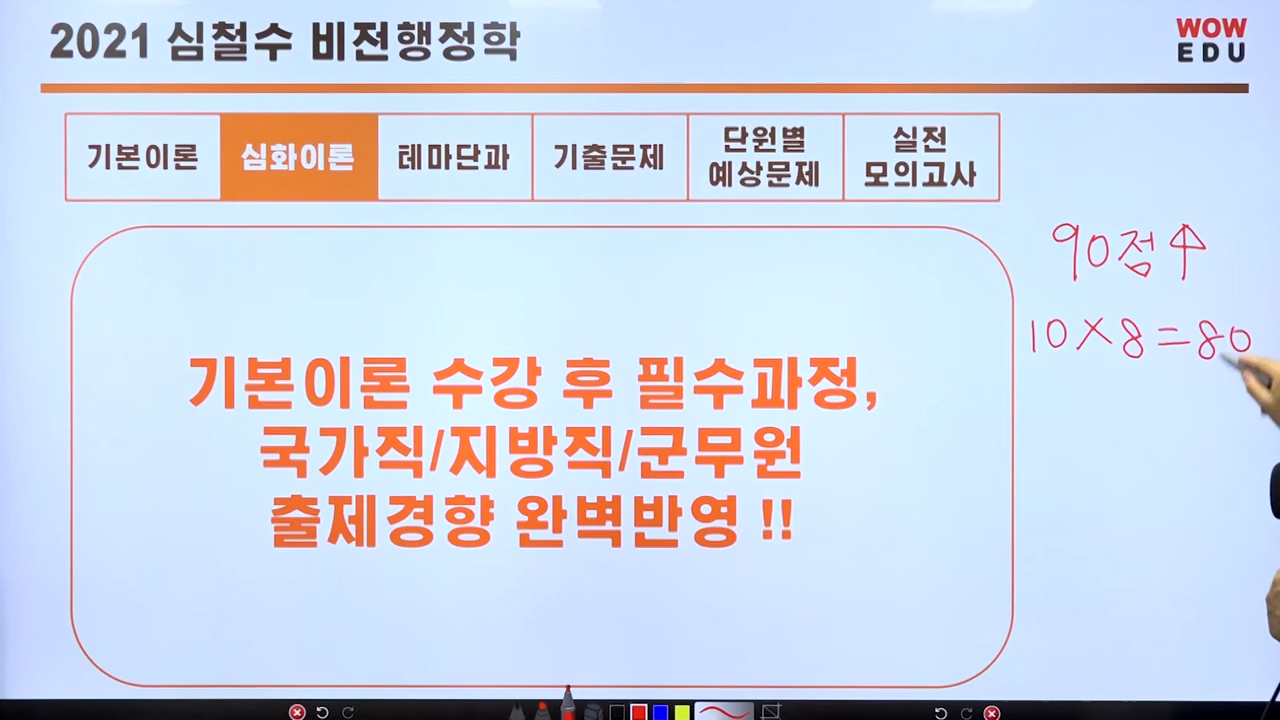 2021 심철수 비전행정학
WOW
EDU
기본이론
심화이론
테마단과
기출문제
단원별
예상문제
실전
모의고사
90점↑
10×8=80
기본이론 수강 후 필수과정,
국가직/지방직/군무원
출제경향 완벽반영 !!